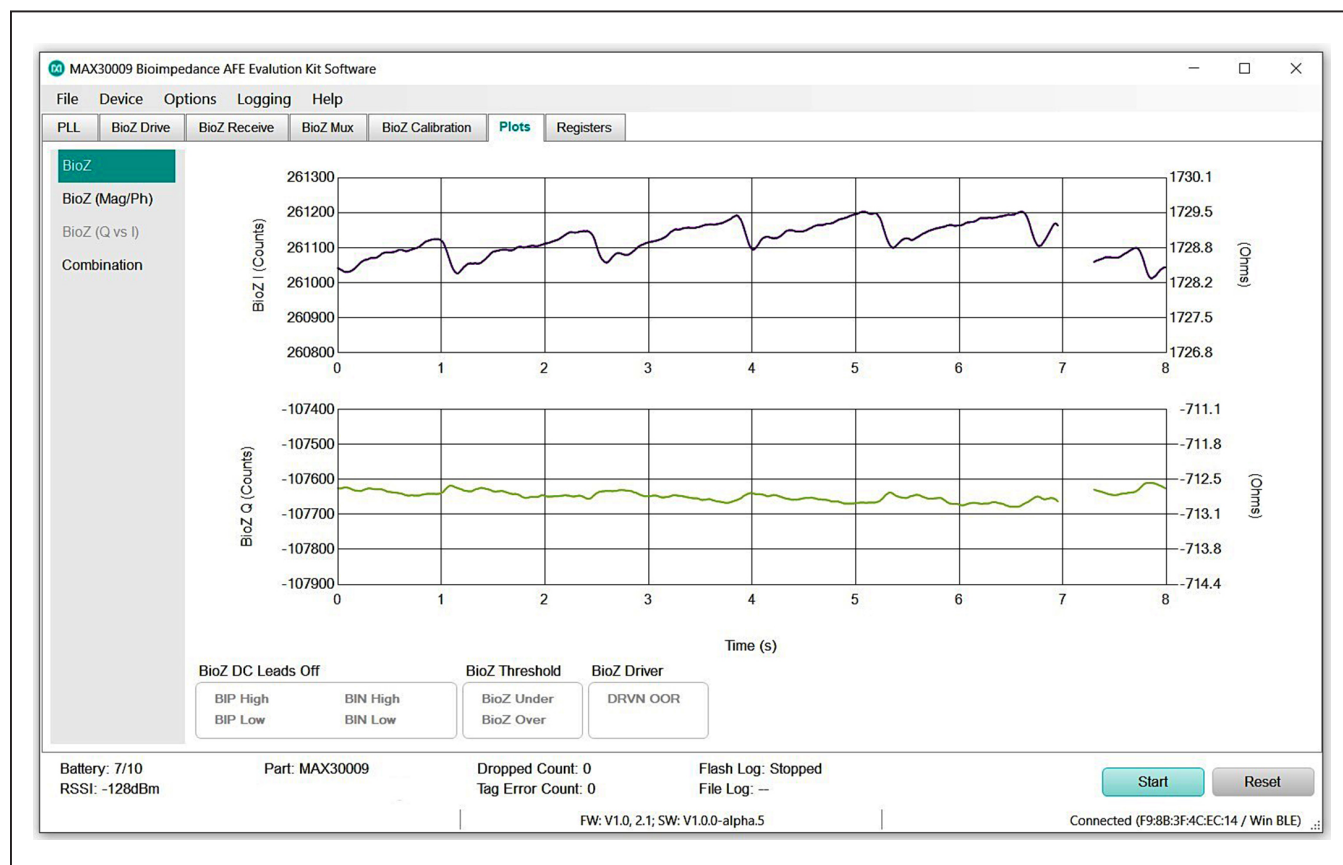 MAX30009 Bioimpedance AFE Evalution Kit Software
File Device Options Logging Help
PLL BioZ Drive BioZ Receive BioZ Mux BioZ Calibration Plots Registers
BioZ
BioZ (Mag/Ph)
BioZ (Q vs I)
Combination
BioZ I (Counts)
261300
261200
261100
261000
260900
260800
1730.1
1729.5
1728.8
1728.2
1727.5
1726.8
(Ohms)
0 1 2 3 4 5 6 7 8
BioZ Q (Counts)
-107400
-107500
-107600
-107700
-107800
-107900
-711.1
-711.8
-712.5
-713.1
-713.8
-714.4
(Ohms)
0 1 2 3 4 5 6 7 8
Time (s)
BioZ DC Leads Off BioZ Threshold BioZ Driver
BIP High BIN High BioZ Under DRVN OOR
BIP Low BIN Low BioZ Over
Battery: 7/10 Part: MAX30009 Dropped Count: 0 Flash Log: Stopped
RSSI: -128dBm Tag Error Count: 0 File Log: --
Start Reset
FW: V1.0, 2.1; SW: V1.0.0-alpha.5 Connected (F9:8B:3F:4C:EC:14 / Win BLE)